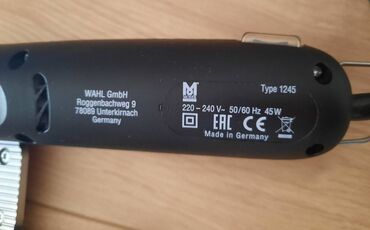 WAHL GmbH
Roggenbachweg 9
78089 Unterkirnach
Germany
Type 1245
220 - 240 V~ 50/60 Hz 45W
EAC CE
Made in Germany